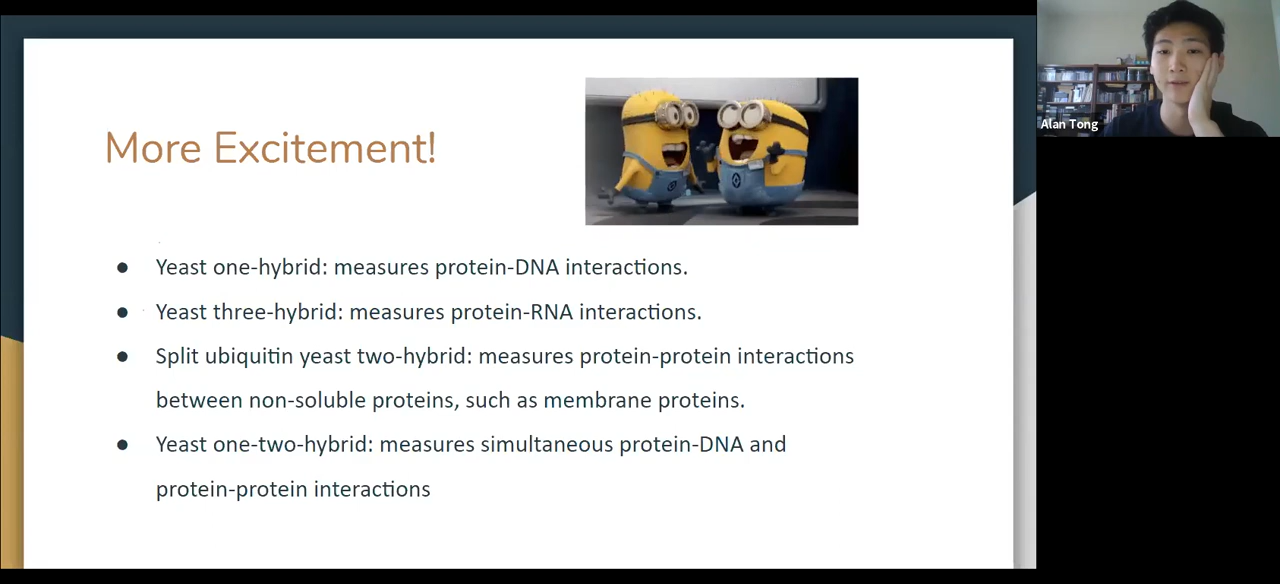 More Excitement!
● Yeast one-hybrid: measures protein-DNA interactions.
● Yeast three-hybrid: measures protein-RNA interactions.
● Split ubiquitin yeast two-hybrid: measures protein-protein interactions
between non-soluble proteins, such as membrane proteins.
● Yeast one-two-hybrid: measures simultaneous protein-DNA and
protein-protein interactions
Alan Tong